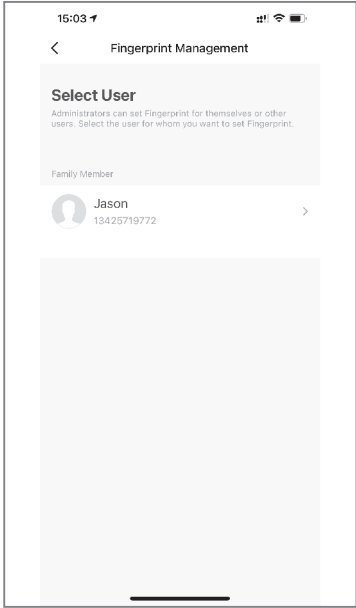 15:03
Fingerprint Management
Select User
Administrators can set Fingerprint for themselves or other
users. Select the user for whom you want to set Fingerprint.
Family Member
Jason
13425719772